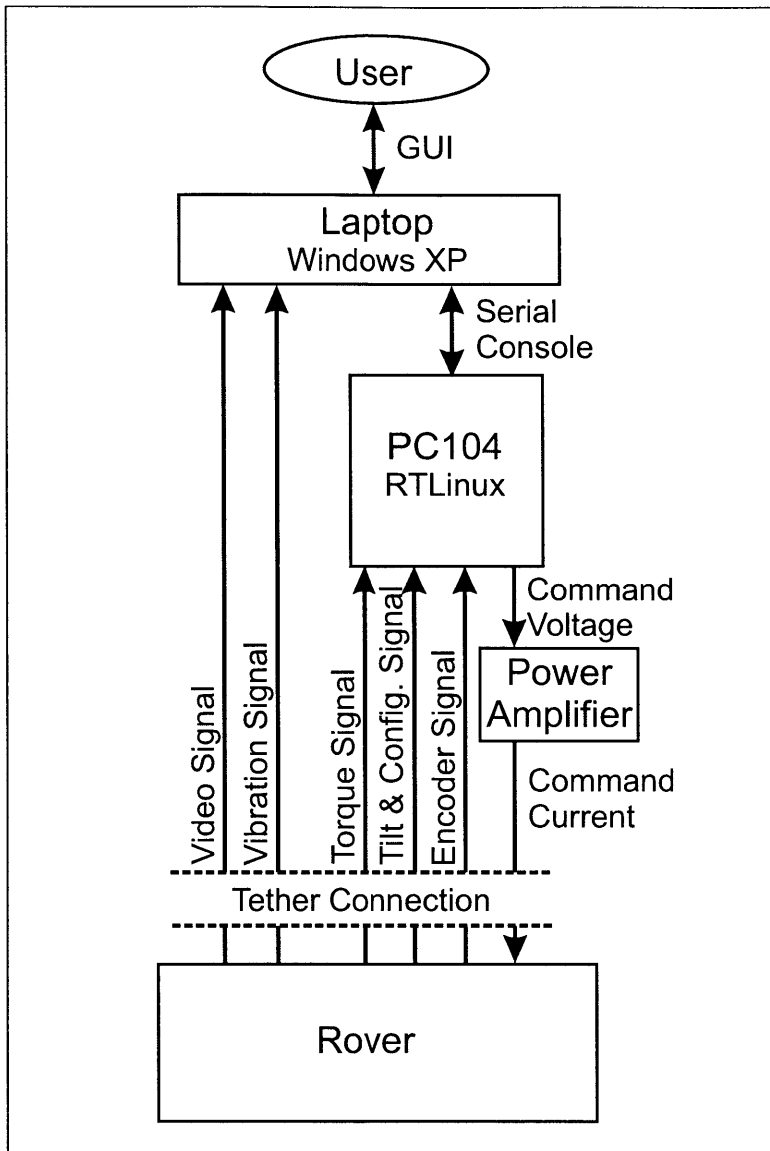 User
GUI
Laptop
Windows XP
Serial
Console
PC104
RTLinux
Command
Voltage
Power
Amplifier
Command
Current
Video Signal
Vibration Signal
Torque Signal
Tilt & Config. Signal
Encoder Signal
Tether Connection
Rover